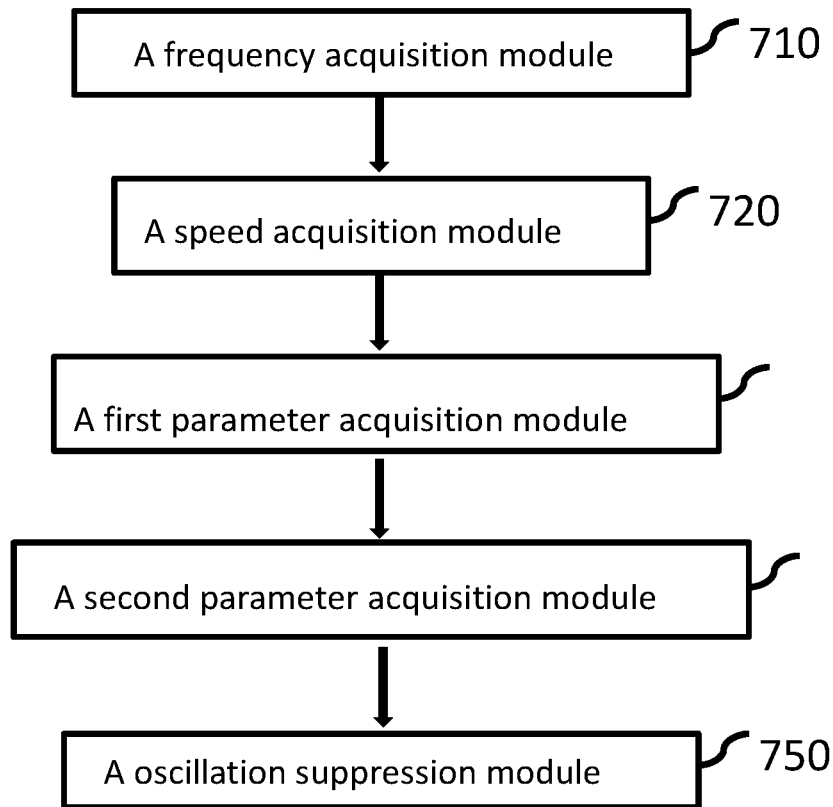 A frequency acquisition module 710
A speed acquisition module 720
A first parameter acquisition module
A second parameter acquisition module
A oscillation suppression module 750